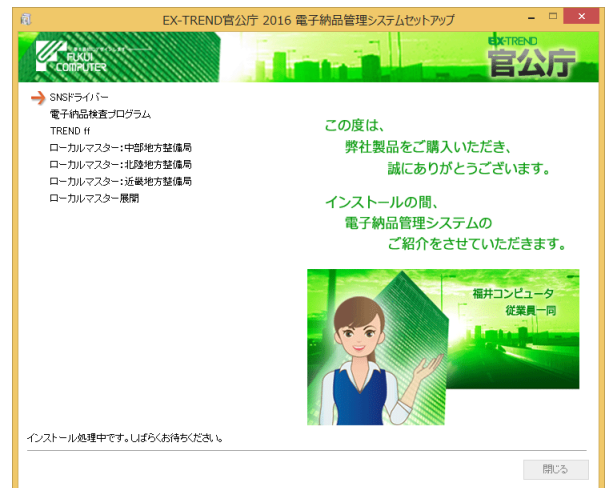 EX-TREND官公庁 2016 電子納品管理システムセットアップ
FUKUI
COMPUTER
EX-TREND
官公庁
SNSドライバー
電子納品検査プログラム
TREND ff
ローカルマスター:中部地方整備局
ローカルマスター:北陸地方整備局
ローカルマスター:近畿地方整備局
ローカルマスター展開
この度は、
弊社製品をご購入いただき、
誠にありがとうございます。
インストールの間、
電子納品管理システムの
ご紹介をさせていただきます。
福井コンピュータ
従業員一同
インストール処理中です。しばらくお待ちください。
閉じる